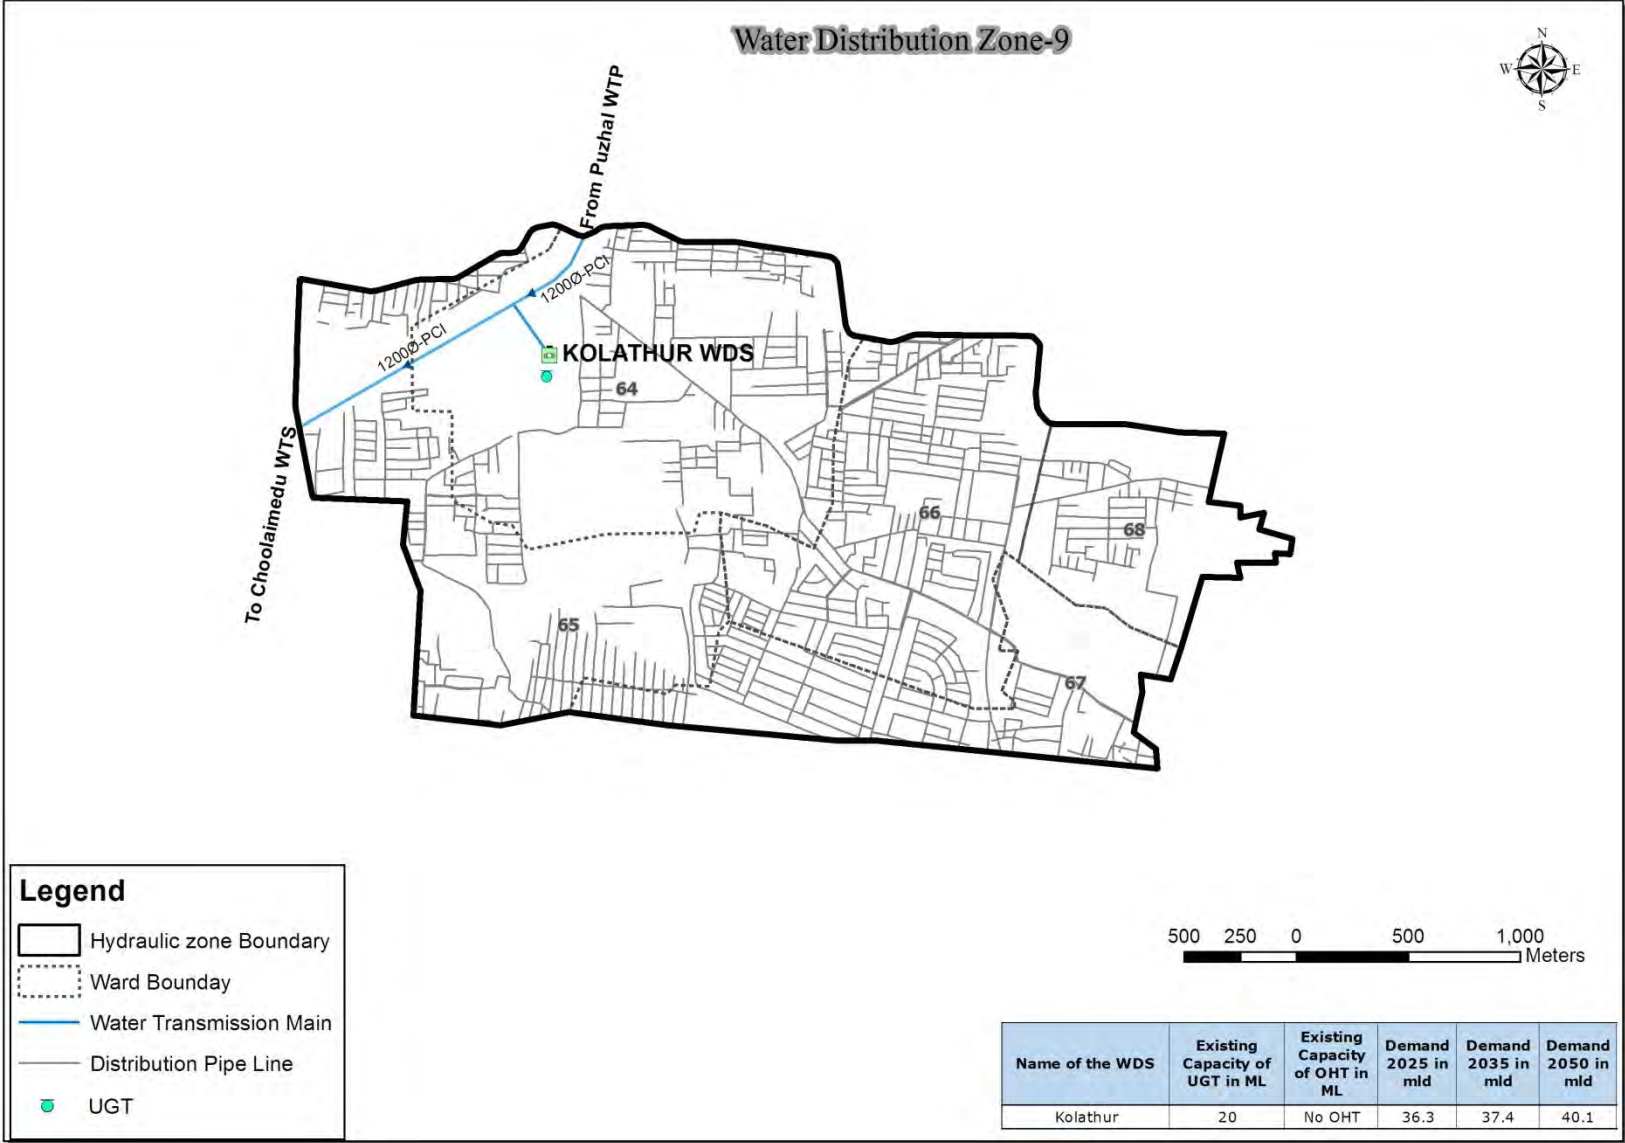 Water Distribution Zone-9
N
W
E
S
From Puzhal WTP
1200Ø-PCI
1200Ø-PCI
KOLATHUR WDS
64
To Choolaimedu WTS
66
68
65
67
Legend
Hydraulic zone Boundary
Ward Bounday
Water Transmission Main
Distribution Pipe Line
UGT
500 250 0 500 1,000
Meters
Name of the WDS
Existing
Capacity of
UGT in ML
Existing
Capacity
of OHT in
ML
Demand
2025 in
mld
Demand
2035 in
mld
Demand
2050 in
mld
Kolathur 20 No OHT 36.3 37.4 40.1